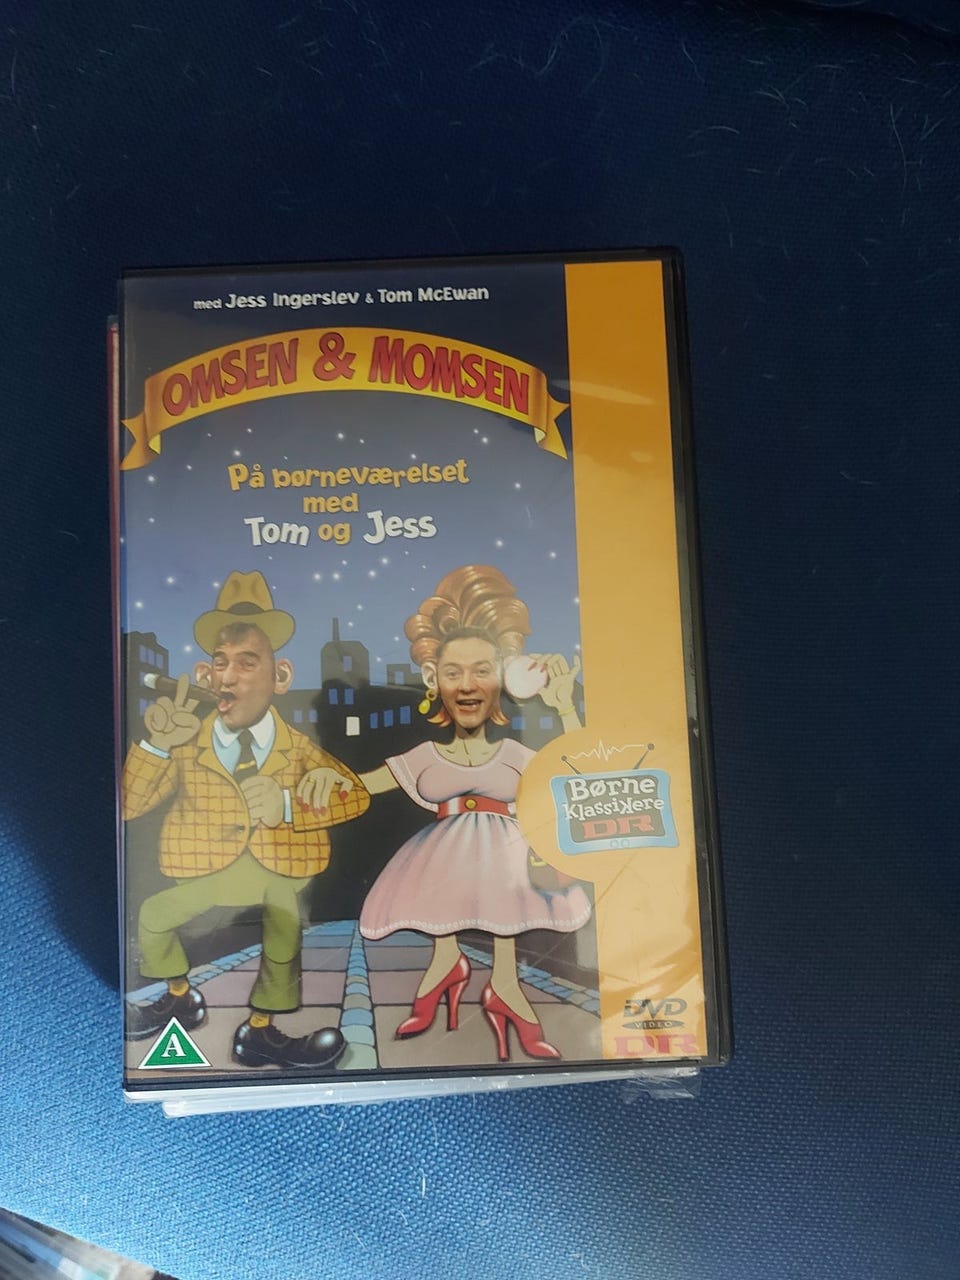 med Jess Ingerslev & Tom McEwan
OMSEN & MOMSEN
På børneværelset
med
Tom og Jess
Børne
Klassikere
DR
A
DVD
VIDEO
DR